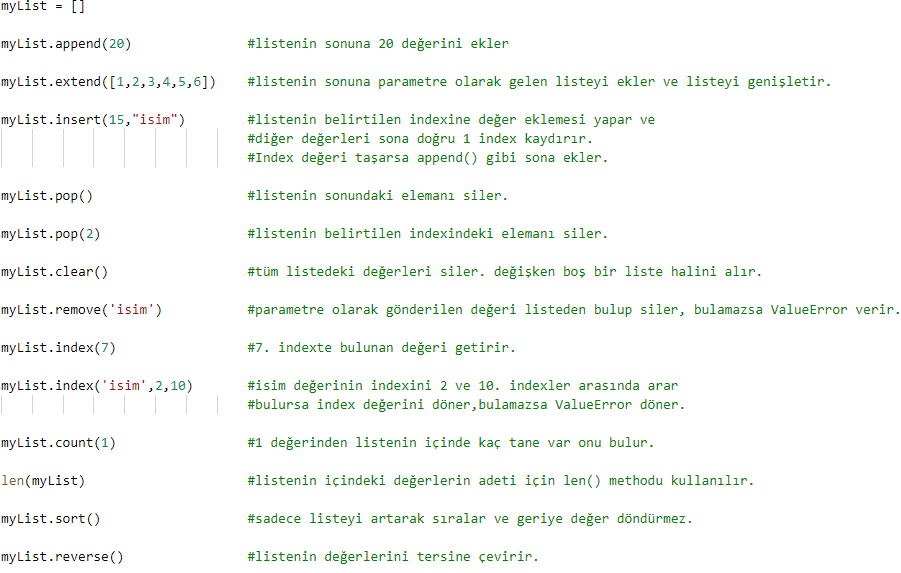 myList = []
myList.append(20) #listenin sonuna 20 değerini ekler
myList.extend([1,2,3,4,5,6]) #listenin sonuna parametre olarak gelen listeyi ekler ve listeyi genişletir.
myList.insert(15,"isim") #listenin belirtilen indexine değer eklemesi yapar ve
#diğer değerleri sona doğru 1 index kaydırır.
#Index değeri taşarsa append() gibi sona ekler.
myList.pop() #listenin sonundaki elemanı siler.
myList.pop(2) #listenin belirtilen indexindeki elemanı siler.
myList.clear() #tüm listedeki değerleri siler. değişken boş bir liste halini alır.
myList.remove('isim') #parametre olarak gönderilen değeri listeden bulup siler, bulamazsa ValueError verir.
myList.index(7) #7. indexte bulunan değeri getirir.
myList.index('isim',2,10) #isim değerinin indexini 2 ve 10. indexler arasında arar
#bulursa index değerini döner,bulamazsa ValueError döner.
myList.count(1) #1 değerinden listenin içinde kaç tane var onu bulur.
len(myList) #listenin içindeki değerlerin adeti için len() methodu kullanılır.
myList.sort() #sadece listeyi artarak sıralar ve geriye değer döndürmez.
myList.reverse() #listenin değerlerini tersine çevirir.